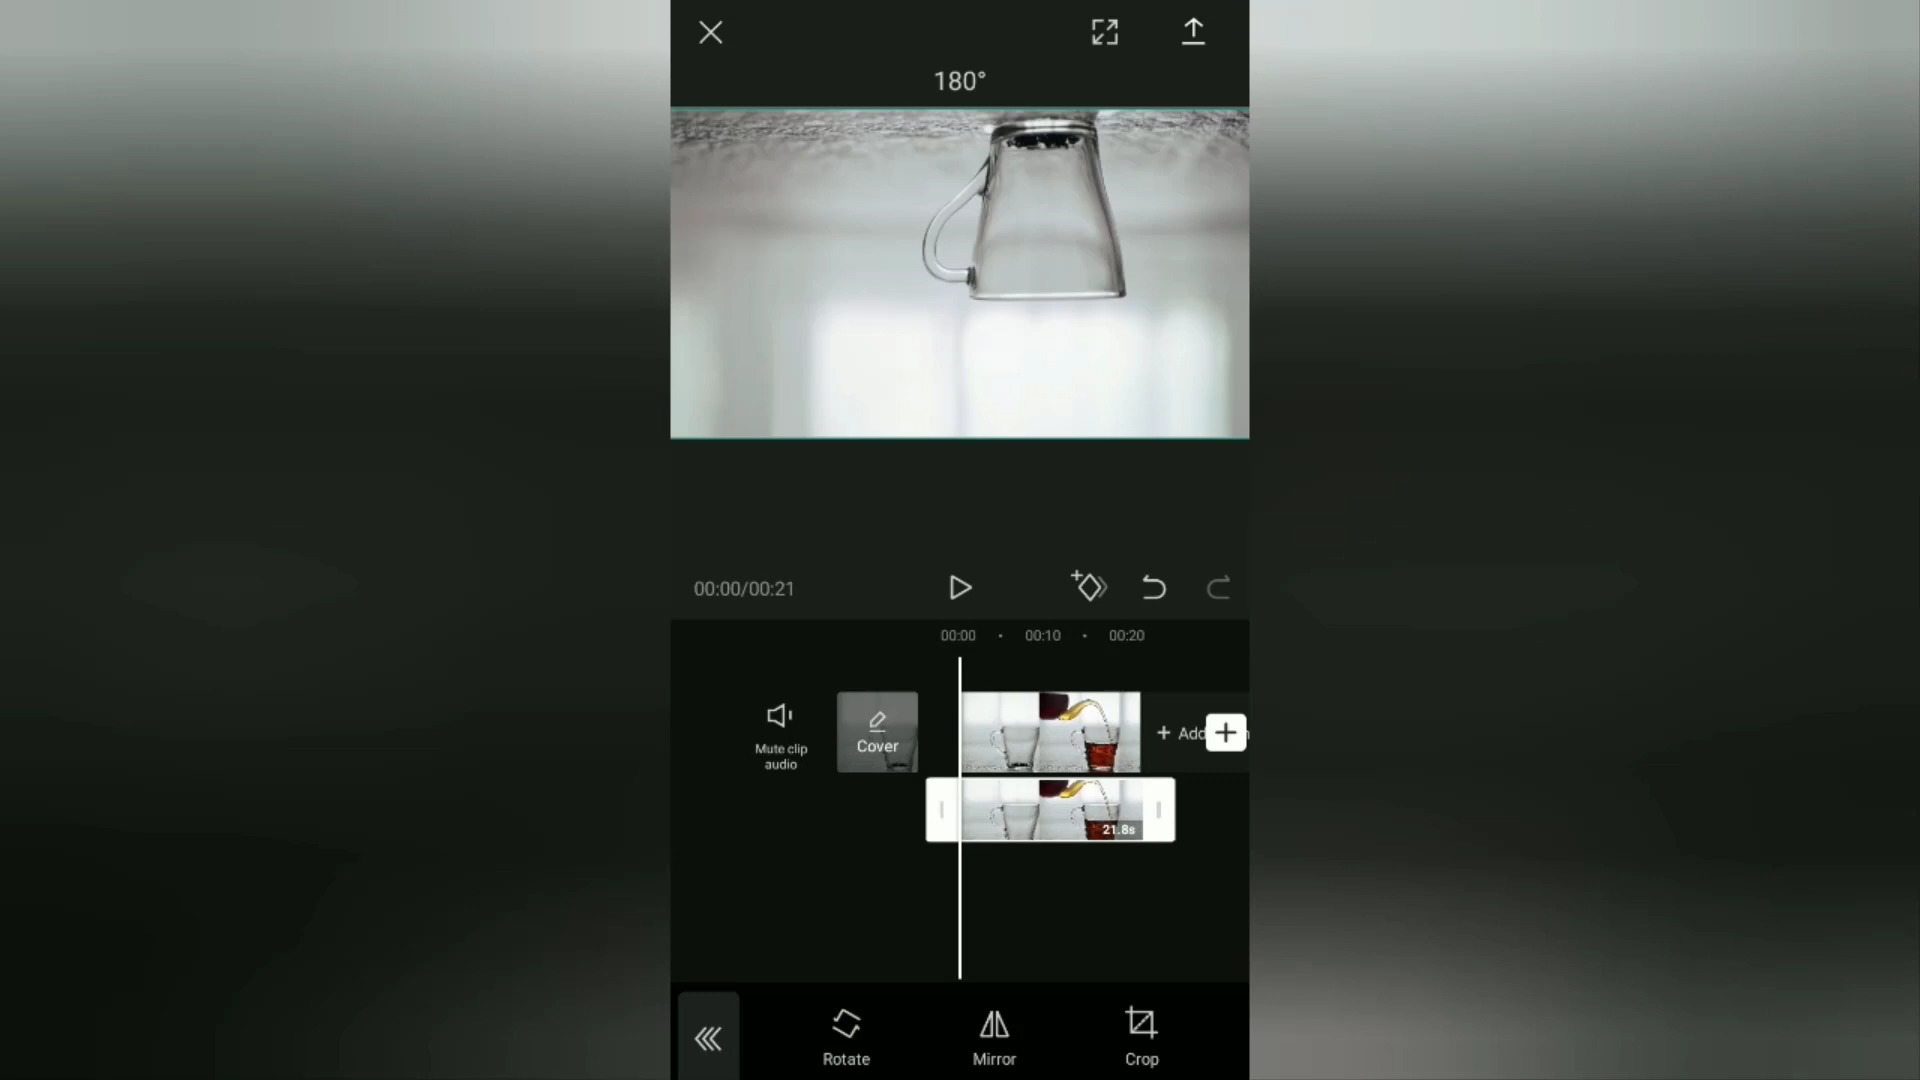 180°
00:00/00:21
00:00 · 00:10 · 00:20
Mute clip
audio
Cover
+ Add
21.8s
Rotate
Mirror
Crop